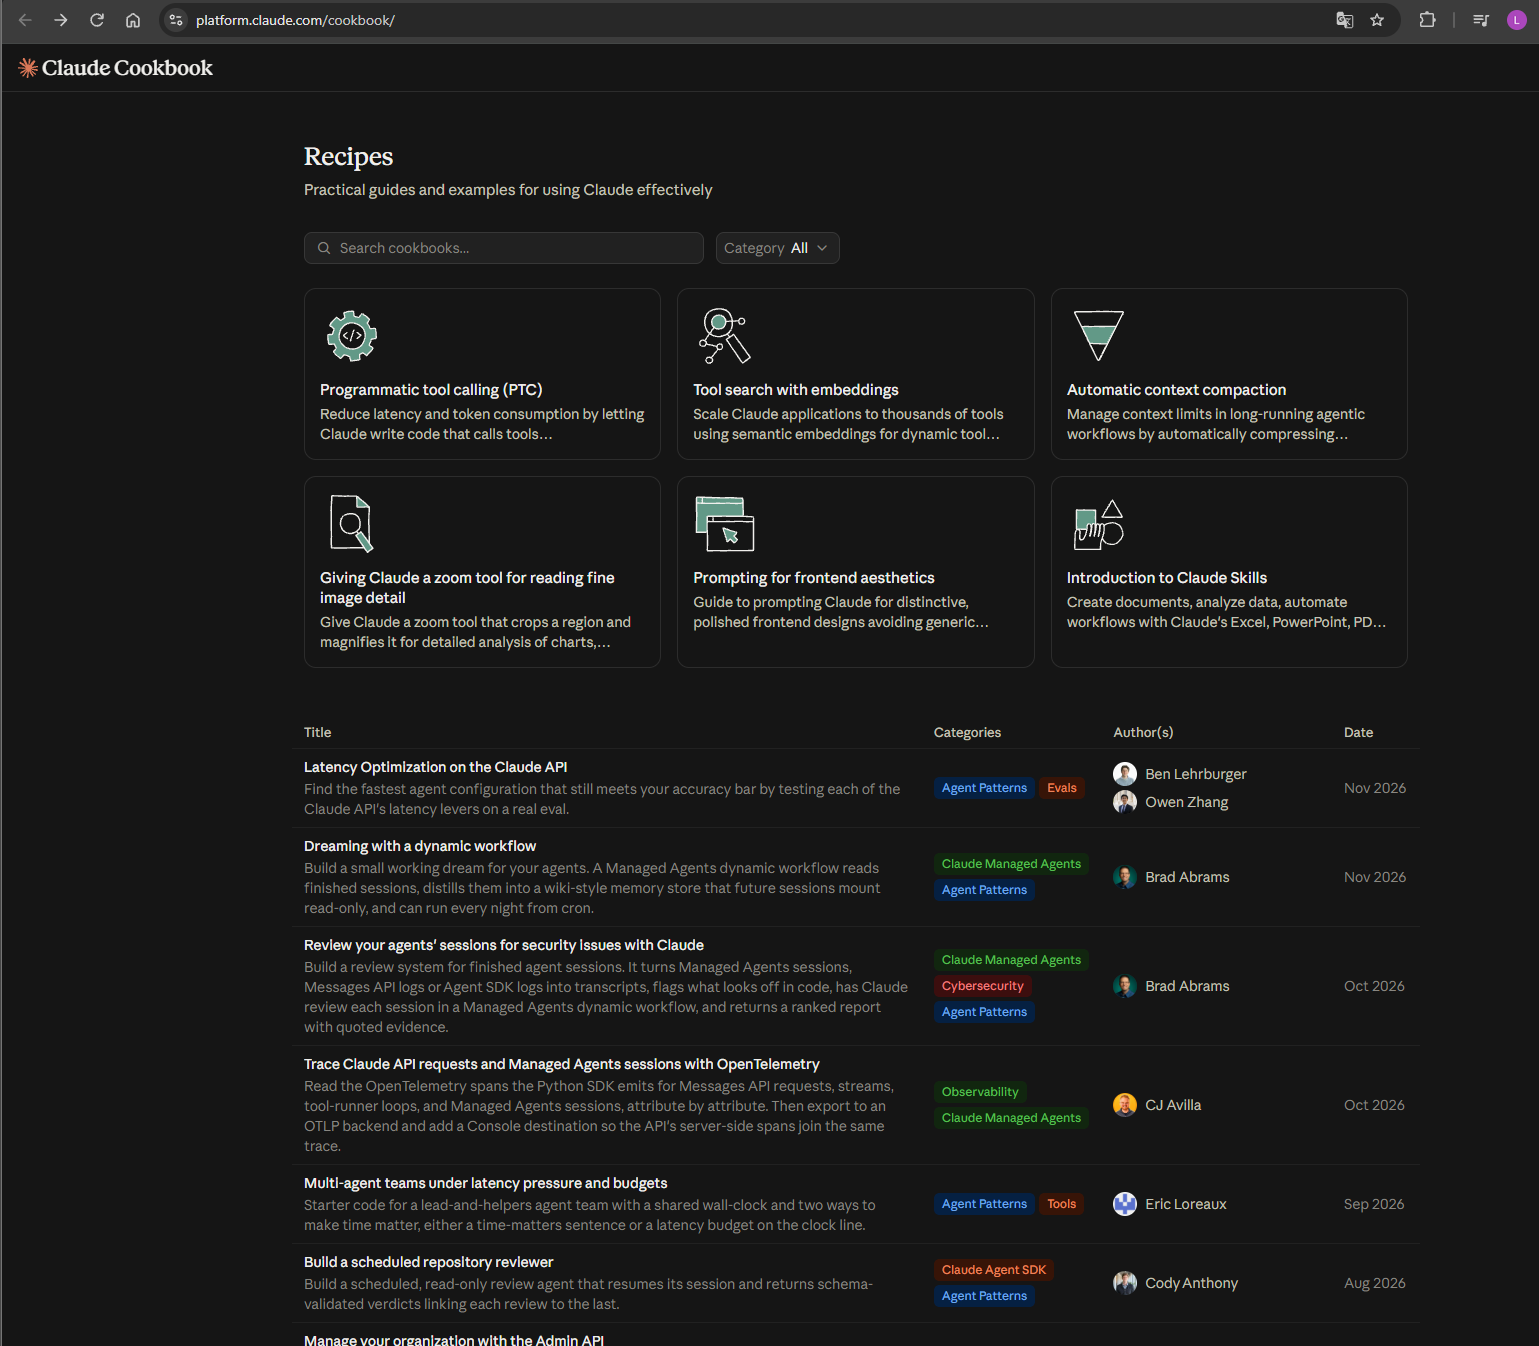 platform.claude.com/cookbook/
L
Claude Cookbook
Recipes
Practical guides and examples for using Claude effectively
Search cookbooks...
Category All
Programmatic tool calling (PTC)
Reduce latency and token consumption by letting
Claude write code that calls tools…
Tool search with embeddings
Scale Claude applications to thousands of tools
using semantic embeddings for dynamic tool…
Automatic context compaction
Manage context limits in long-running agentic
workflows by automatically compressing…
Giving Claude a zoom tool for reading fine
image detail
Give Claude a zoom tool that crops a region and
magnifies it for detailed analysis of charts,…
Prompting for frontend aesthetics
Guide to prompting Claude for distinctive,
polished frontend designs avoiding generic…
Introduction to Claude Skills
Create documents, analyze data, automate
workflows with Claude's Excel, PowerPoint, PD…
Title Categories Author(s) Date
Latency Optimization on the Claude API
Find the fastest agent configuration that still meets your accuracy bar by testing each of the
Claude API's latency levers on a real eval.
Agent Patterns Evals
Ben Lehrburger
Owen Zhang
Nov 2026
Dreaming with a dynamic workflow
Build a small working dream for your agents. A Managed Agents dynamic workflow reads
finished sessions, distills them into a wiki-style memory store that future sessions mount
read-only, and can run every night from cron.
Claude Managed Agents
Agent Patterns
Brad Abrams
Nov 2026
Review your agents' sessions for security issues with Claude
Build a review system for finished agent sessions. It turns Managed Agents sessions,
Messages API logs or Agent SDK logs into transcripts, flags what looks off in code, has Claude
review each session in a Managed Agents dynamic workflow, and returns a ranked report
with quoted evidence.
Claude Managed Agents
Cybersecurity
Agent Patterns
Brad Abrams
Oct 2026
Trace Claude API requests and Managed Agents sessions with OpenTelemetry
Read the OpenTelemetry spans the Python SDK emits for Messages API requests, streams,
tool-runner loops, and Managed Agents sessions, attribute by attribute. Then export to an
OTLP backend and add a Console destination so the API's server-side spans join the same
trace.
Observability
Claude Managed Agents
CJ Avilla
Oct 2026
Multi-agent teams under latency pressure and budgets
Starter code for a lead-and-helpers agent team with a shared wall-clock and two ways to
make time matter, either a time-matters sentence or a latency budget on the clock line.
Agent Patterns Tools
Eric Loreaux
Sep 2026
Build a scheduled repository reviewer
Build a scheduled, read-only review agent that resumes its session and returns schema-
validated verdicts linking each review to the last.
Claude Agent SDK
Agent Patterns
Cody Anthony
Aug 2026
Manage your organization with the Admin API